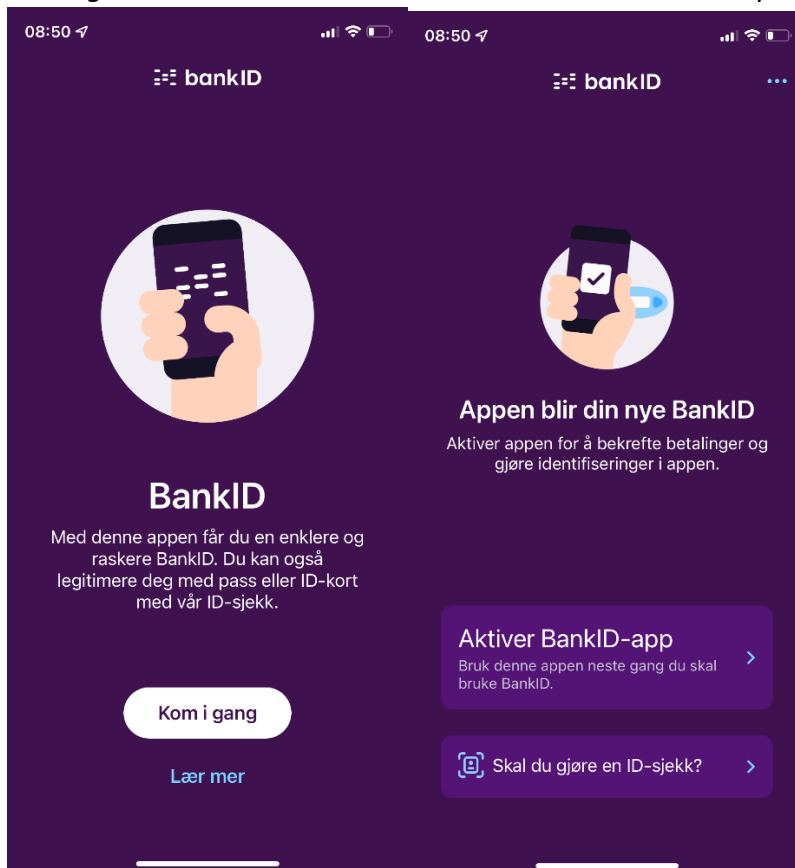 08:50
bankID
BankID
Med denne appen får du en enklere og
raskere BankID. Du kan også
legitimere deg med pass eller ID-kort
med vår ID-sjekk.
Kom i gang
Lær mer
08:50
bankID
Appen blir din nye BankID
Aktiver appen for å bekrefte betalinger og
gjøre identifiseringer i appen.
Aktiver BankID-app
Bruk denne appen neste gang du skal
bruke BankID.
Skal du gjøre en ID-sjekk?